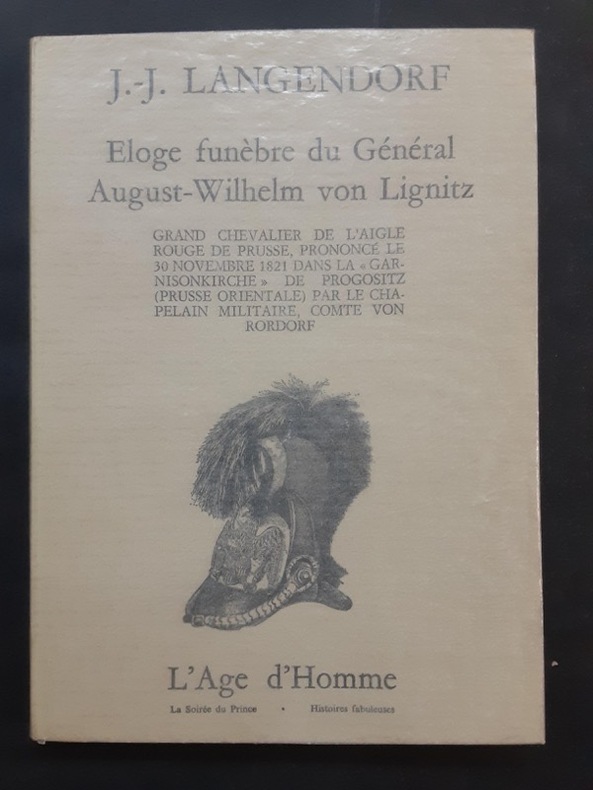 J.-J. LANGENDORF
Eloge funèbre du Général
August-Wilhelm von Lignitz
GRAND CHEVALIER DE L'AIGLE
ROUGE DE PRUSSE, PRONONCÉ LE
30 NOVEMBRE 1821 DANS LA «GAR-
NISONKIRCHE» DE PROGOSITZ
(PRUSSE ORIENTALE) PAR LE CHA-
PELAIN MILITAIRE, COMTE VON
RORDORF
L'Age d'Homme
La Soirée du Prince • Histoires fabuleuses